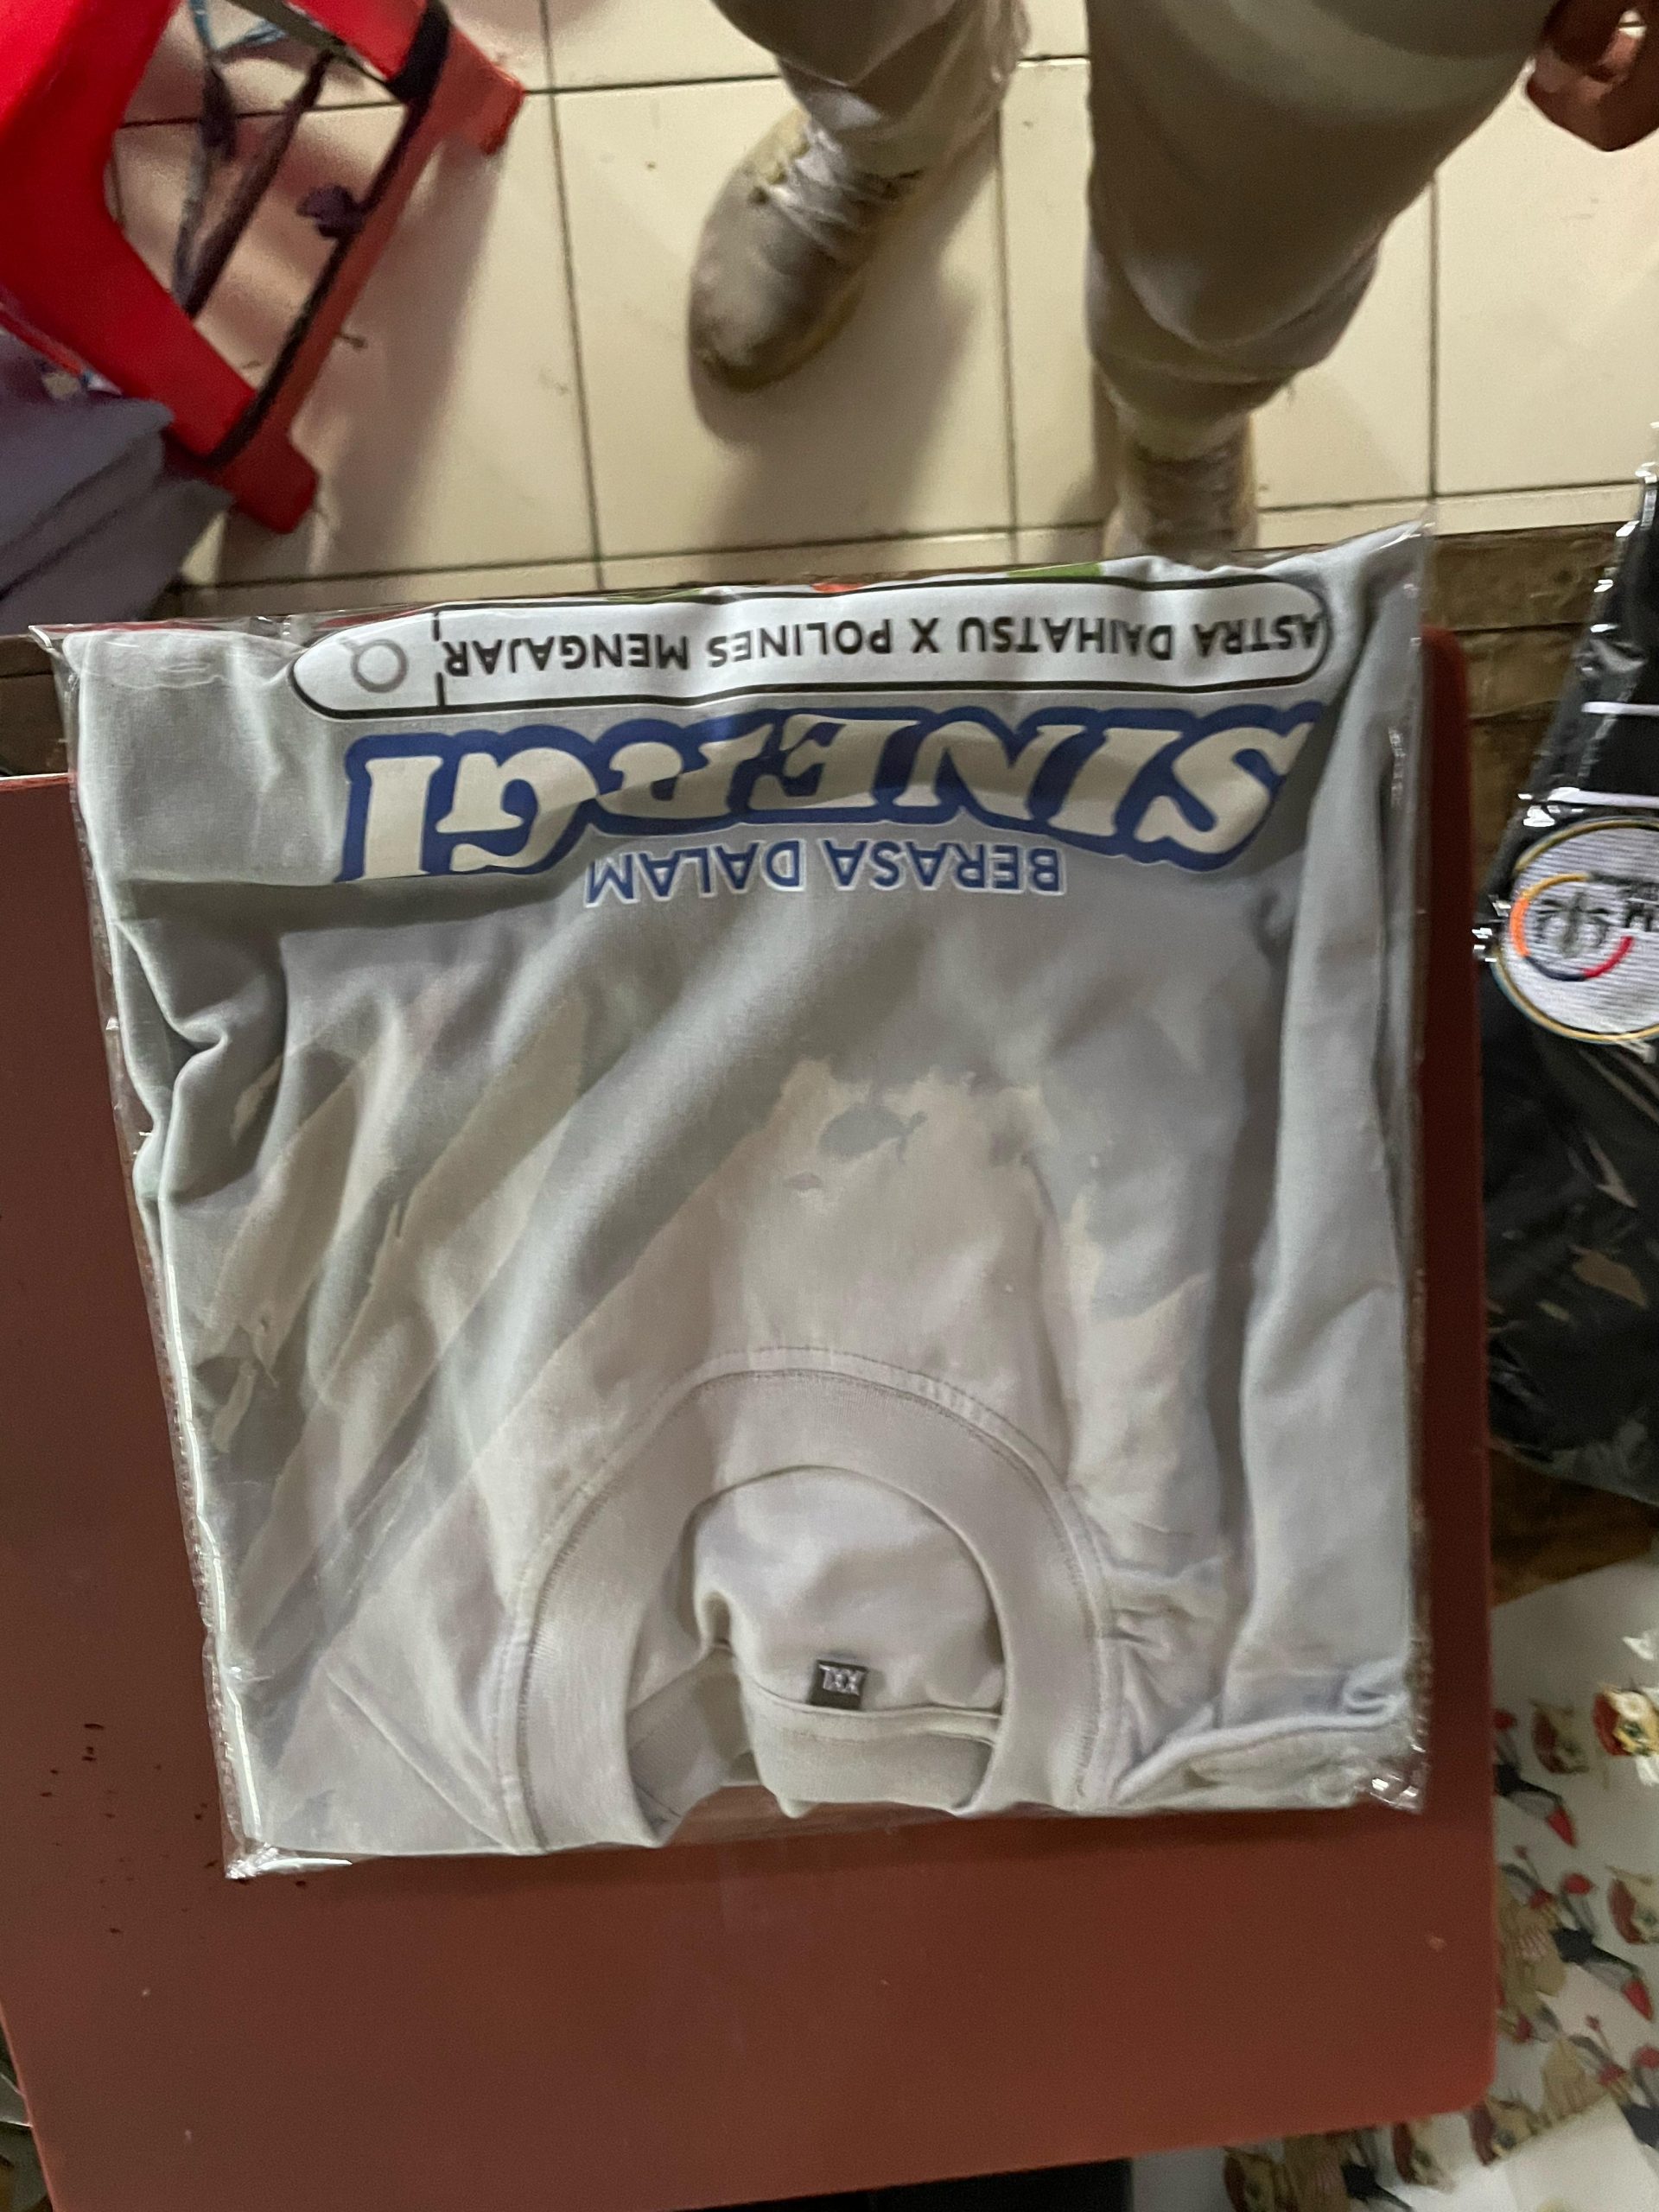 BERASA DALAM
SINERGI
ASTRA DAIHATSU X POLINES MENGAJAR
XXL